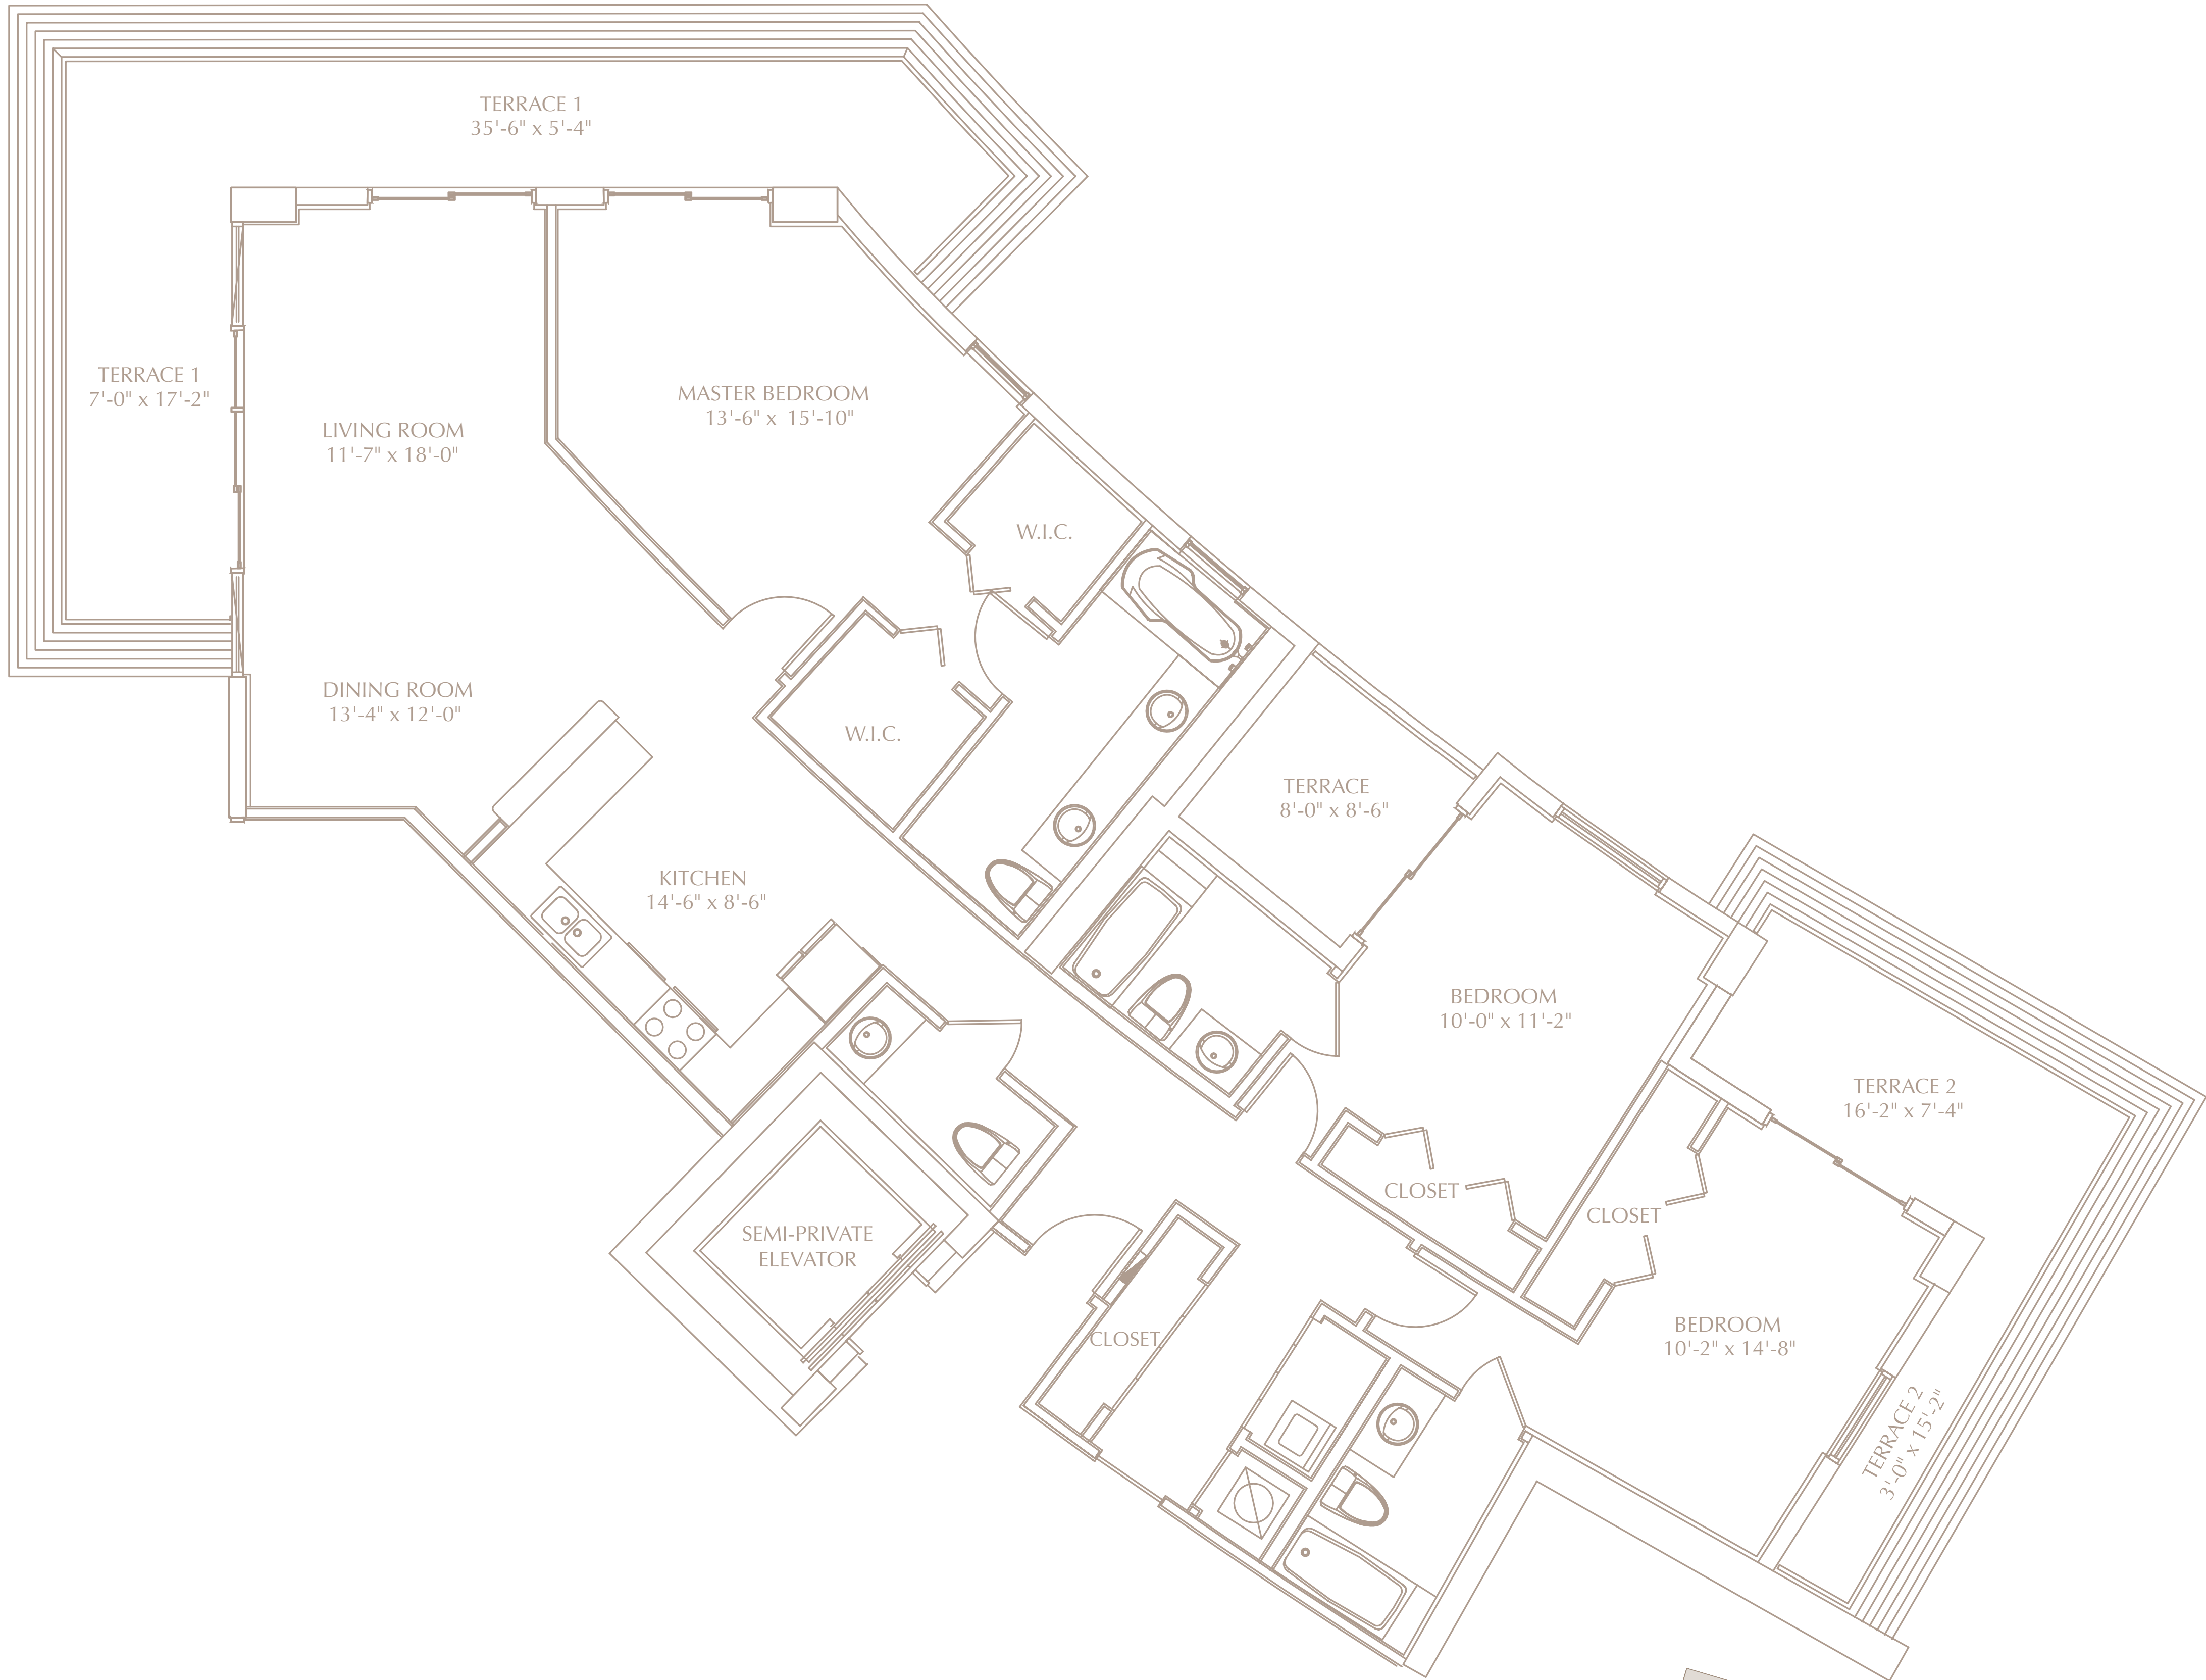 TERRACE 1
35'-6" x 5'-4"
TERRACE 1
7'-0" x 17'-2"
LIVING ROOM
11'-7" x 18'-0"
MASTER BEDROOM
13'-6" x 15'-10"
W.I.C.
DINING ROOM
13'-4" x 12'-0"
W.I.C.
TERRACE
8'-0" x 8'-6"
KITCHEN
14'-6" x 8'-6"
BEDROOM
10'-0" x 11'-2"
TERRACE 2
16'-2" x 7'-4"
CLOSET
CLOSET
SEMI-PRIVATE
ELEVATOR
CLOSET
BEDROOM
10'-2" x 14'-8"
TERRACE 2
3'-0" x 15'-2"